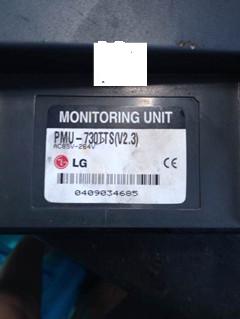 MONITORING UNIT
PMU-730TTS(V2.3)
AC85V-264V
LG CE
0409034685